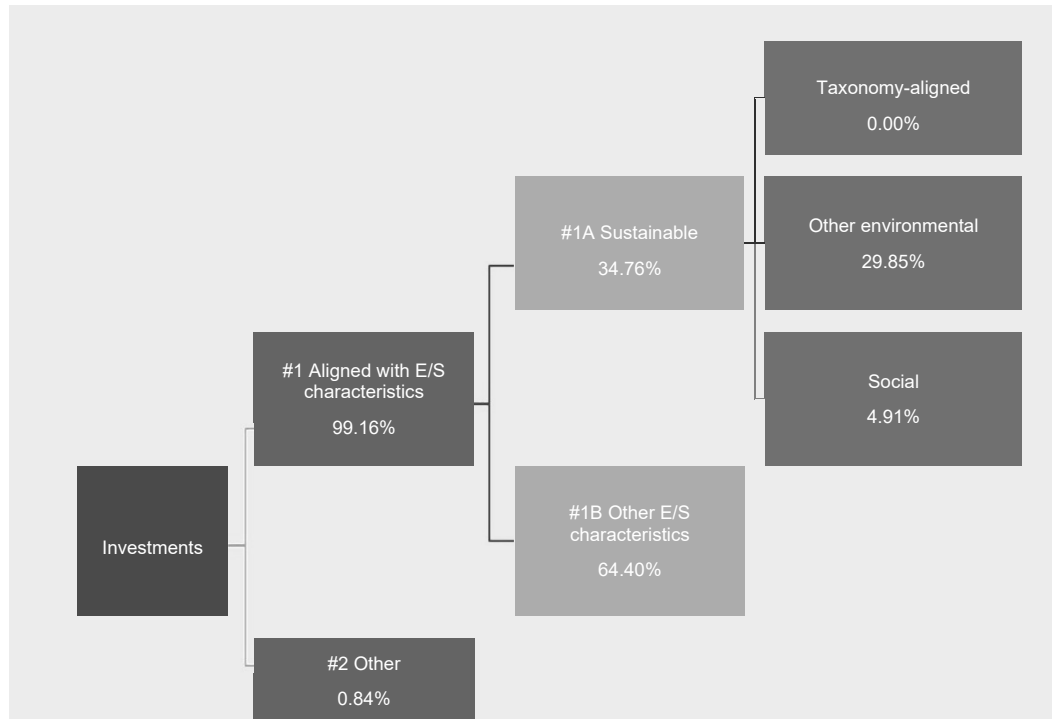 Taxonomy-aligned
0.00%
#1A Sustainable
34.76%
Other environmental
29.85%
#1 Aligned with E/S
characteristics
99.16%
Social
4.91%
Investments
#1B Other E/S
characteristics
64.40%
#2 Other
0.84%